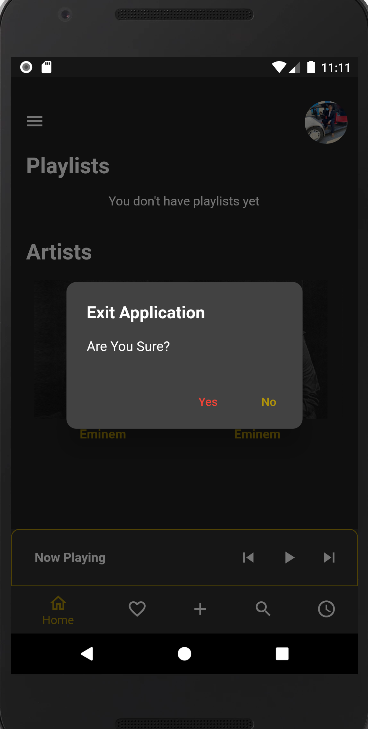 11:11
Playlists
You don't have playlists yet
Artists
Exit Application
Are You Sure?
Yes No
Eminem Eminem
Now Playing
Home